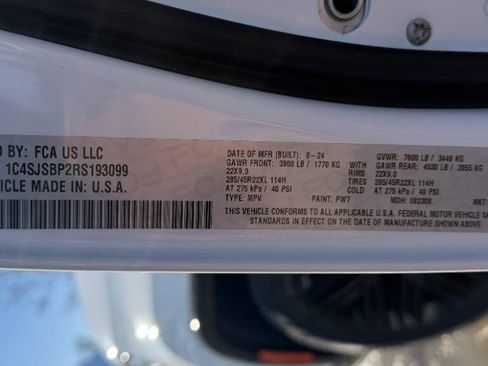 D BY: FCA US LLC
1C4SJSBP2RS193099
HICLE MADE IN: U.S.A.
DATE OF MFR (BUILT): 8-24
GAWR FRONT: 3900 LB / 1770 KG
22X9.0
285/45R22XL 114H
AT 275 kPa / 40 PSI
TYPE: MPV
PAINT: PW7
WITH
RIMS
TIRES
COLD
GVWR: 7600 LB / 3448 KG
GAWR REAR: 4530 LB / 2055 KG
22X9.0
285/45R22XL 114H
AT 275 kPa / 40 PSI
MDH: 082308
MKT:
THIS VEHICLE CONFORMS TO ALL APPLICABLE U.S.A. FEDERAL MOTOR VEHICLE SA
STANDARDS IN EFFECT ON THE DATE OF MANUFACTURE SHOWN ABOVE.